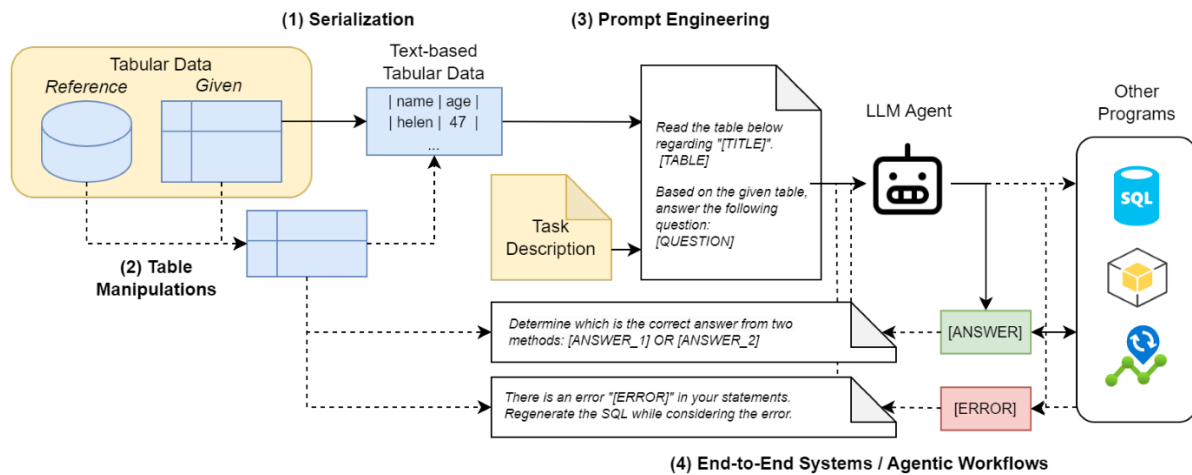 (1) Serialization
(3) Prompt Engineering
Tabular Data
Reference
Given
Text-based
Tabular Data
| name | age |
| helen | 47 |
...
Read the table below
regarding "[TITLE]".
[TABLE]
Based on the given table,
answer the following
question:
[QUESTION]
LLM Agent
Other
Programs
SQL
Task
Description
(2) Table
Manipulations
Determine which is the correct answer from two
methods: [ANSWER_1] OR [ANSWER_2]
[ANSWER]
There is an error "[ERROR]" in your statements.
Regenerate the SQL while considering the error.
[ERROR]
(4) End-to-End Systems / Agentic Workflows